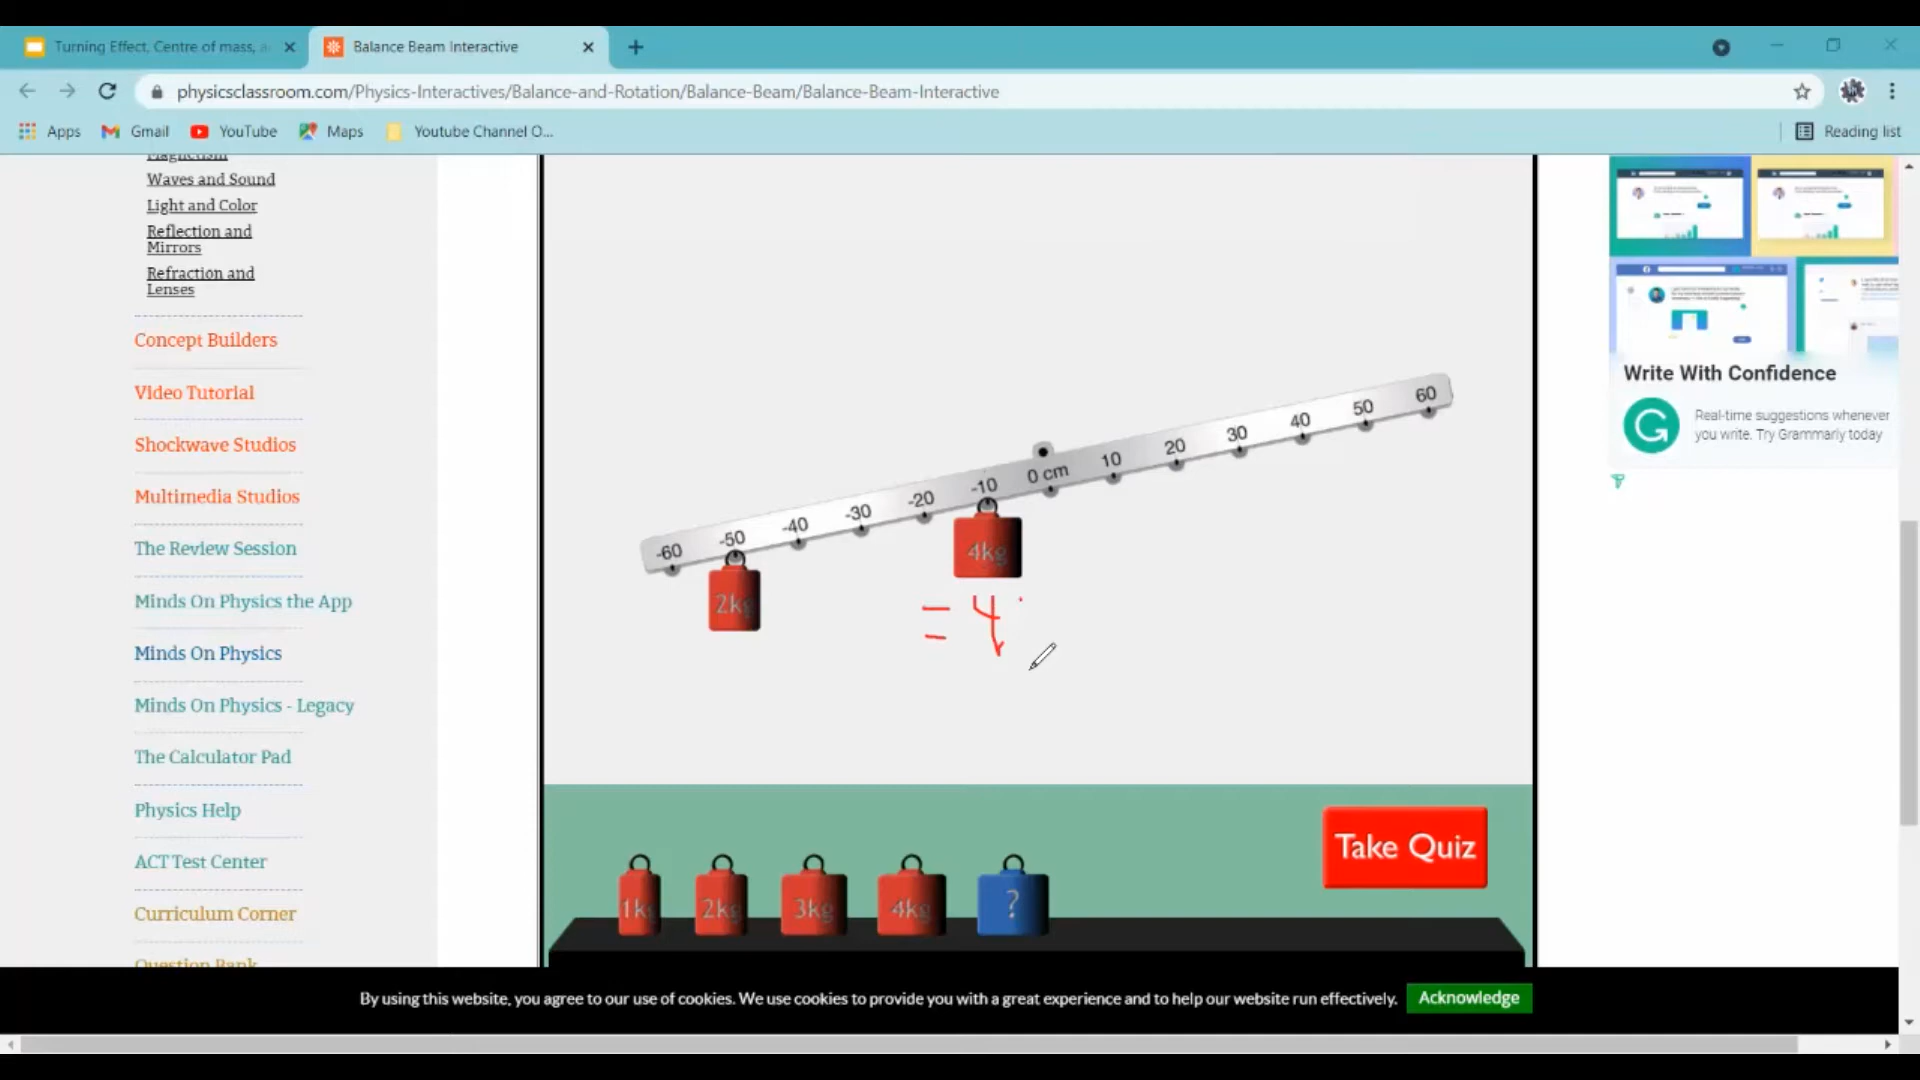 Turning Effect, Centre of mass, a
Balance Beam Interactive
physicsclassroom.com/Physics-Interactives/Balance-and-Rotation/Balance-Beam/Balance-Beam-Interactive
Apps
Gmail
YouTube
Maps
Youtube Channel O...
Reading list
Magnetism
Waves and Sound
Light and Color
Reflection and
Mirrors
Refraction and
Lenses
Concept Builders
Video Tutorial
Shockwave Studios
Multimedia Studios
The Review Session
Minds On Physics the App
Minds On Physics
Minds On Physics - Legacy
The Calculator Pad
Physics Help
ACT Test Center
Curriculum Corner
Question Bank
-60 -50 -40 -30 -20 -10 0 cm 10 20 30 40 50 60
2kg
4kg
= 4
Take Quiz
1kg 2kg 3kg 4kg ?
Write With Confidence
G
Real-time suggestions whenever
you write. Try Grammarly today
By using this website, you agree to our use of cookies. We use cookies to provide you with a great experience and to help our website run effectively.
Acknowledge